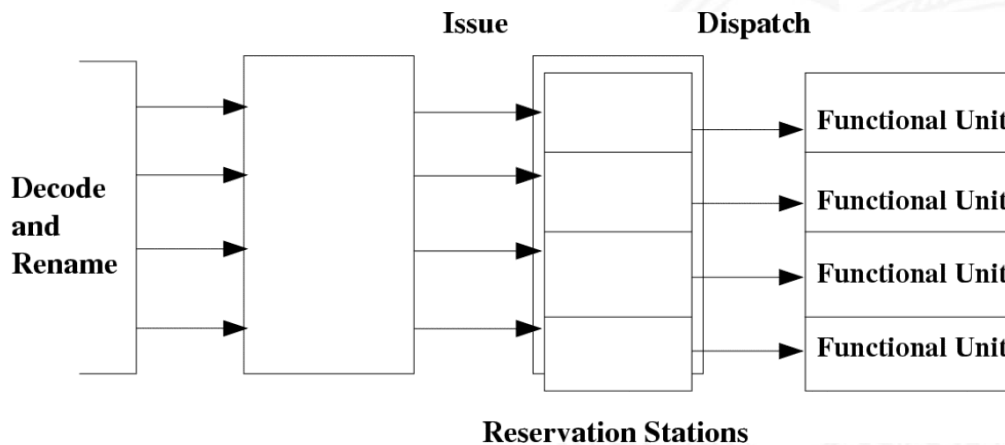 Issue
Dispatch
Decode
and
Rename
Functional Unit
Functional Unit
Functional Unit
Functional Unit
Reservation Stations